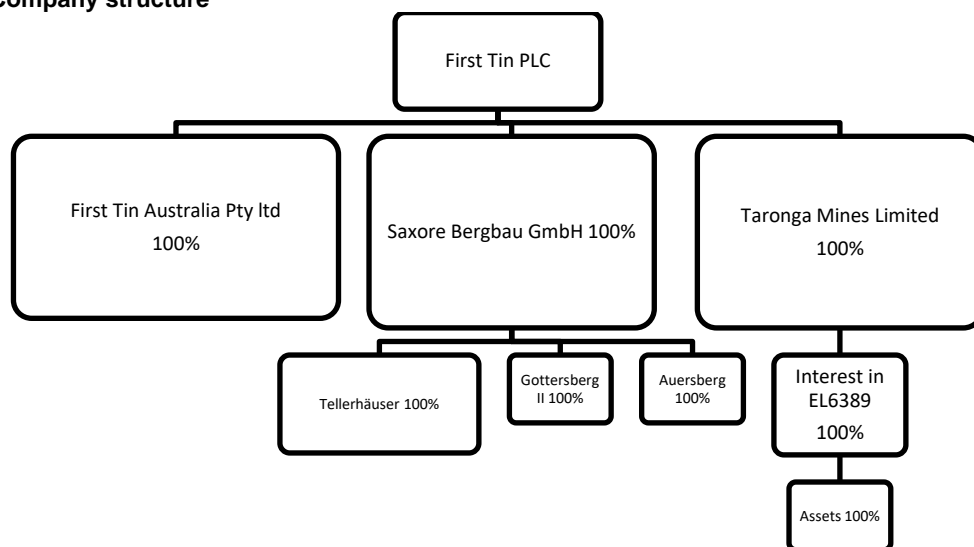 Company structure
First Tin PLC
First Tin Australia Pty ltd
100%
Saxore Bergbau GmbH 100%
Taronga Mines Limited
100%
Tellerhäuser 100%
Gottersberg
II 100%
Auersberg
100%
Interest in
EL6389
100%
Assets 100%